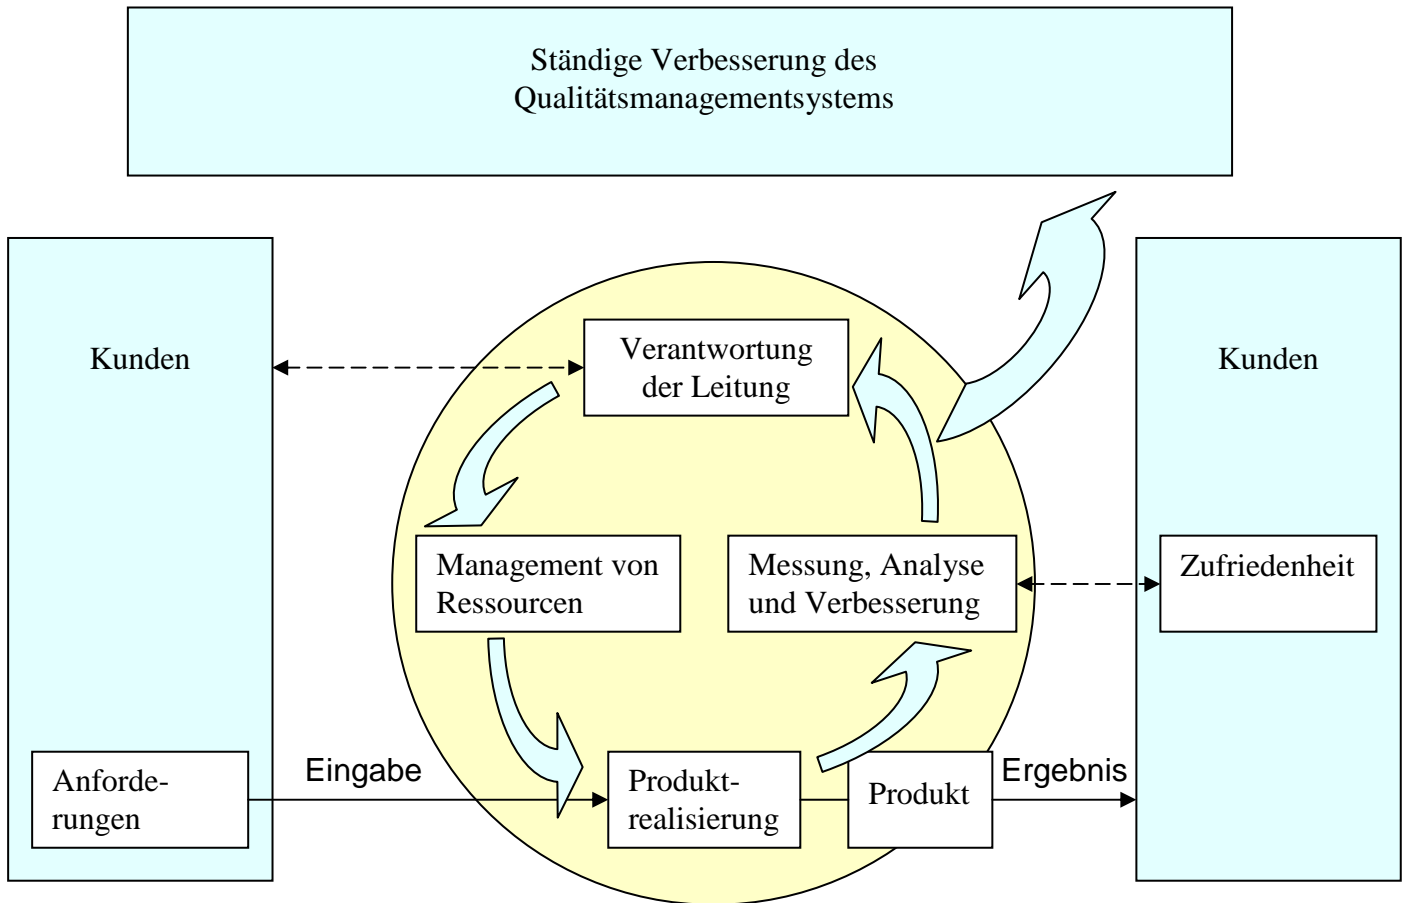 Ständige Verbesserung des
Qualitätsmanagementsystems
Kunden
Verantwortung
der Leitung
Kunden
Management von
Ressourcen
Messung, Analyse
und Verbesserung
Zufriedenheit
Anforde-
rungen
Eingabe
Produkt-
realisierung
Produkt
Ergebnis